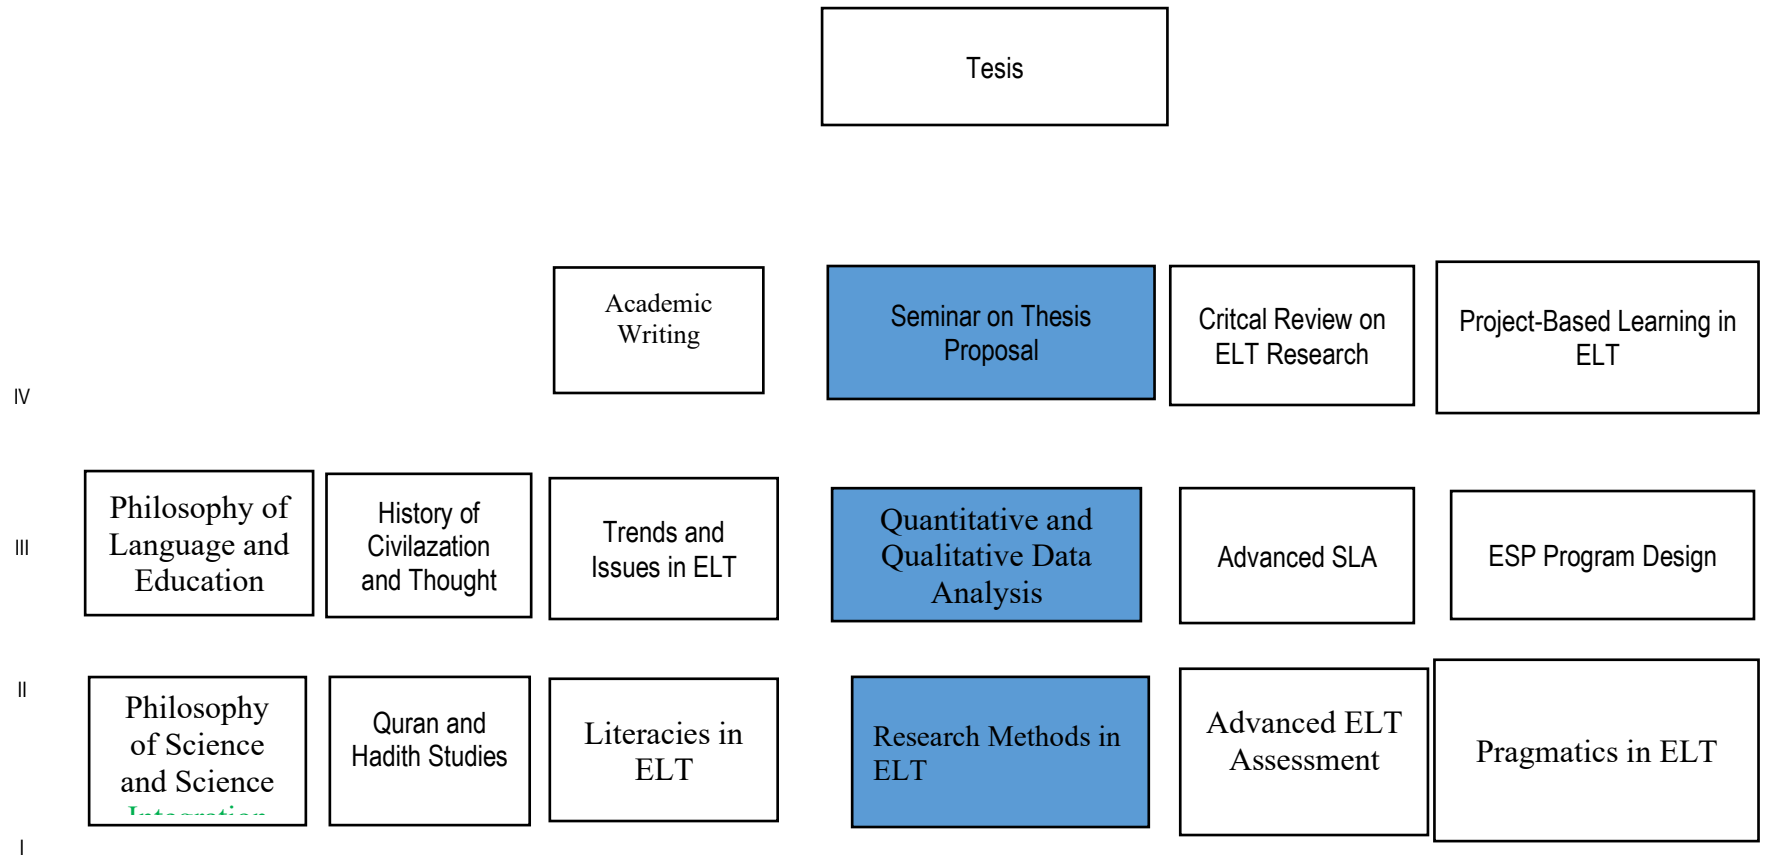 Tesis
Academic
Writing
Seminar on Thesis
Proposal
Critcal Review on
ELT Research
Project-Based Learning in
ELT
IV
Philosophy of
Language and
Education
History of
Civilazation
and Thought
Trends and
Issues in ELT
Quantitative and
Qualitative Data
Analysis
Advanced SLA
ESP Program Design
III
II
Philosophy
of Science
and Science
Integration
Quran and
Hadith Studies
Literacies in
ELT
Research Methods in
ELT
Advanced ELT
Assessment
Pragmatics in ELT
I